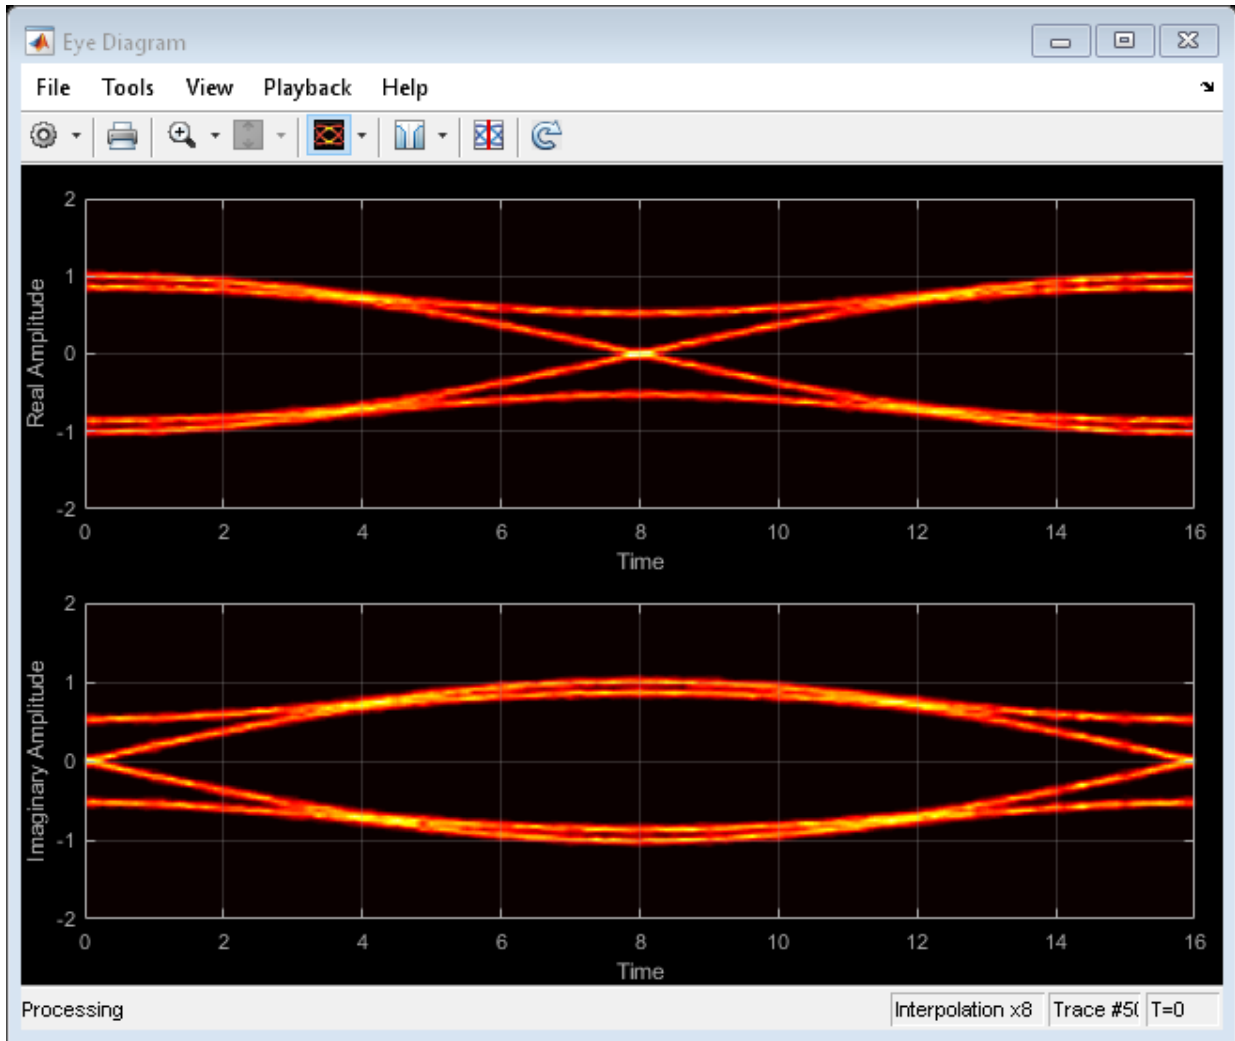 Eye Diagram
File Tools View Playback Help
2
1
0
-1
-2
Real Amplitude
0 2 4 6 8 10 12 14 16
Time
2
1
0
-1
-2
Imaginary Amplitude
0 2 4 6 8 10 12 14 16
Time
Processing Interpolation x8 Trace #50 T=0